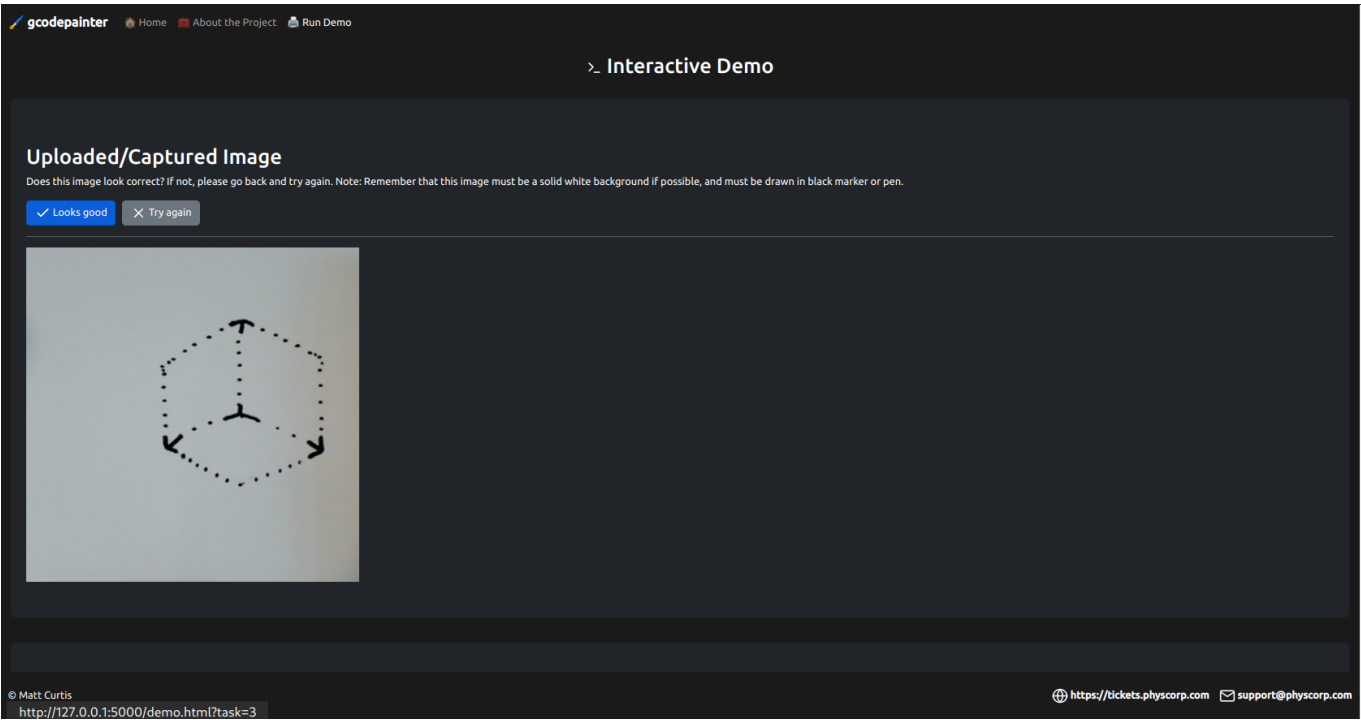 gcodepainter Home About the Project Run Demo
>_ Interactive Demo
Uploaded/Captured Image
Does this image look correct? If not, please go back and try again. Note: Remember that this image must be a solid white background if possible, and must be drawn in black marker or pen.
Looks good Try again
© Matt Curtis https://tickets.physcorp.com support@physcorp.com
http://127.0.0.1:5000/demo.html?task=3